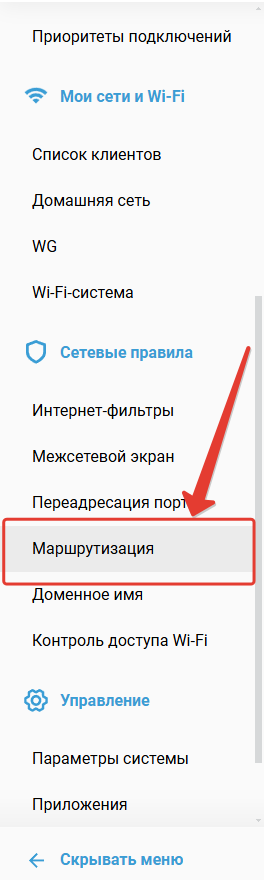 Приоритеты подключений
Мои сети и Wi-Fi
Список клиентов
Домашняя сеть
WG
Wi-Fi-система
Сетевые правила
Интернет-фильтры
Межсетевой экран
Переадресация порт
Маршрутизация
Доменное имя
Контроль доступа Wi-Fi
Управление
Параметры системы
Приложения
Скрывать меню